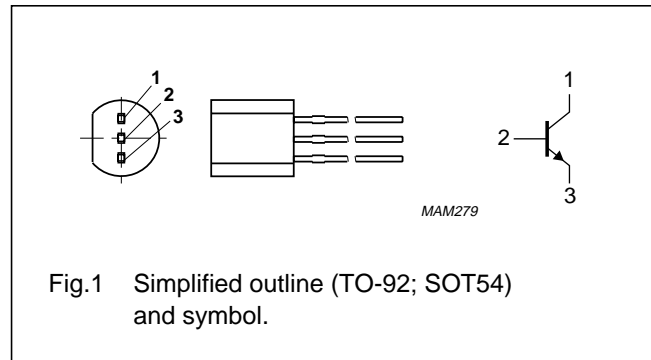 1
2
3
1
2
3
MAM279
Fig.1 Simplified outline (TO-92; SOT54)
and symbol.